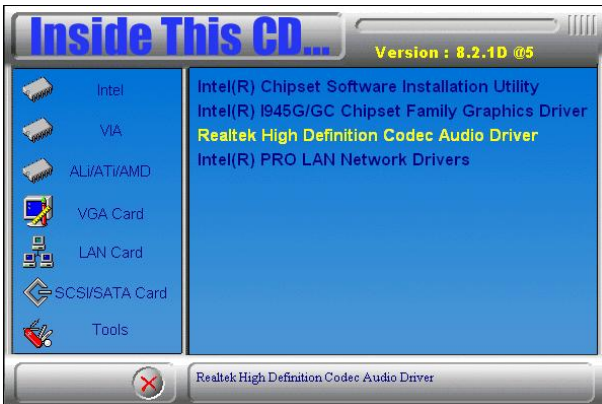 Inside This CD...
Version : 8.2.1D @5
Intel
VIA
ALi/ATi/AMD
VGA Card
LAN Card
SCSI/SATA Card
Tools
Intel(R) Chipset Software Installation Utility
Intel(R) I945G/GC Chipset Family Graphics Driver
Realtek High Definition Codec Audio Driver
Intel(R) PRO LAN Network Drivers
Realtek High Definition Codec Audio Driver